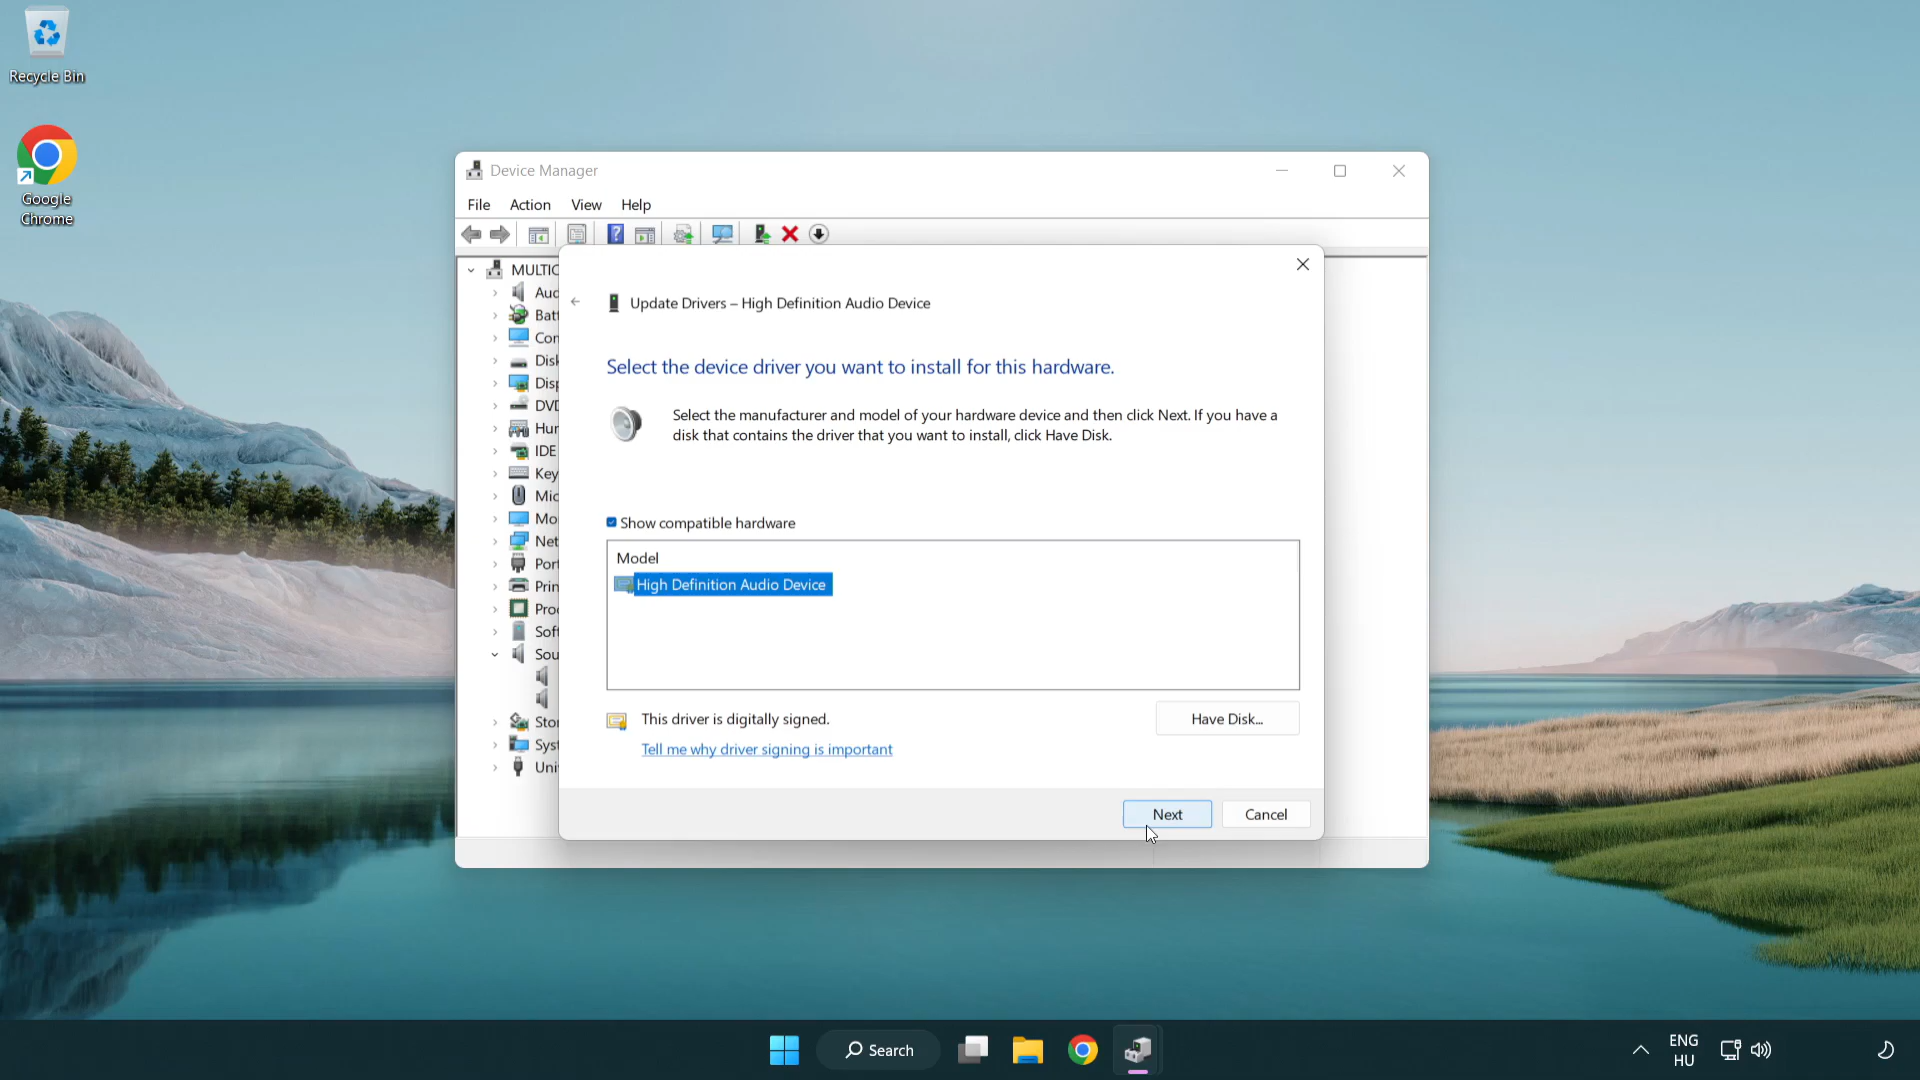 Recycle Bin
Google
Chrome
Device Manager
File Action View Help
MULTIC
Aud
Batt
Con
Disk
Disp
DVD
Hun
IDE
Key
Mic
Mo
Net
Port
Prin
Proc
Soft
Sou
Stor
Syst
Uni
Update Drivers – High Definition Audio Device
Select the device driver you want to install for this hardware.
Select the manufacturer and model of your hardware device and then click Next. If you have a
disk that contains the driver that you want to install, click Have Disk.
Show compatible hardware
Model
High Definition Audio Device
This driver is digitally signed.
Have Disk...
Tell me why driver signing is important
Next
Cancel
Search
ENG
HU